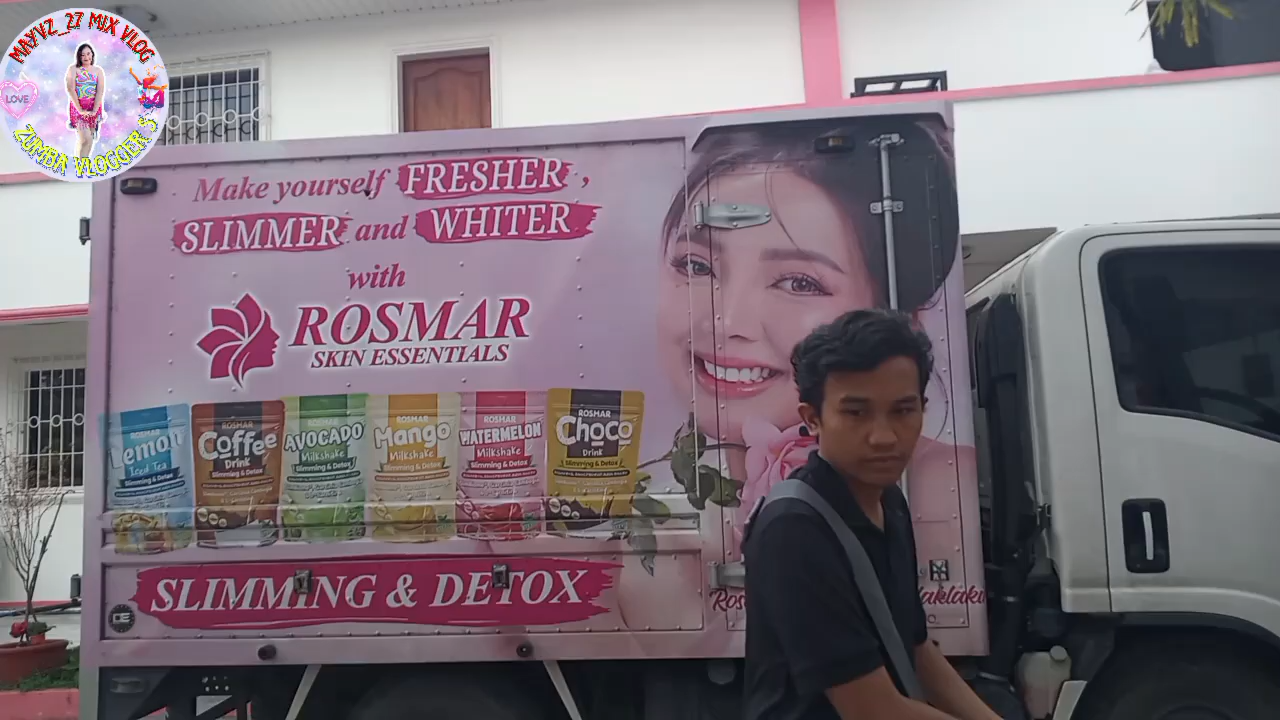 MAYVZ_27 MIX VLOG
LOVE
ZUMBA VLOGGER'S
Make yourself FRESHER,
SLIMMER and WHITER
with
ROSMAR
SKIN ESSENTIALS
ROSMAR
Lemon
Iced Tea
Slimming & Detox
ROSMAR
Coffee
Drink
Slimming & Detox
ROSMAR
AVOCADO
Milkshake
Slimming & Detox
ROSMAR
Mango
Milkshake
Slimming & Detox
ROSMAR
WATERMELON
Milkshake
Slimming & Detox
ROSMAR
Choco
Drink
Slimming & Detox
SLIMMING & DETOX